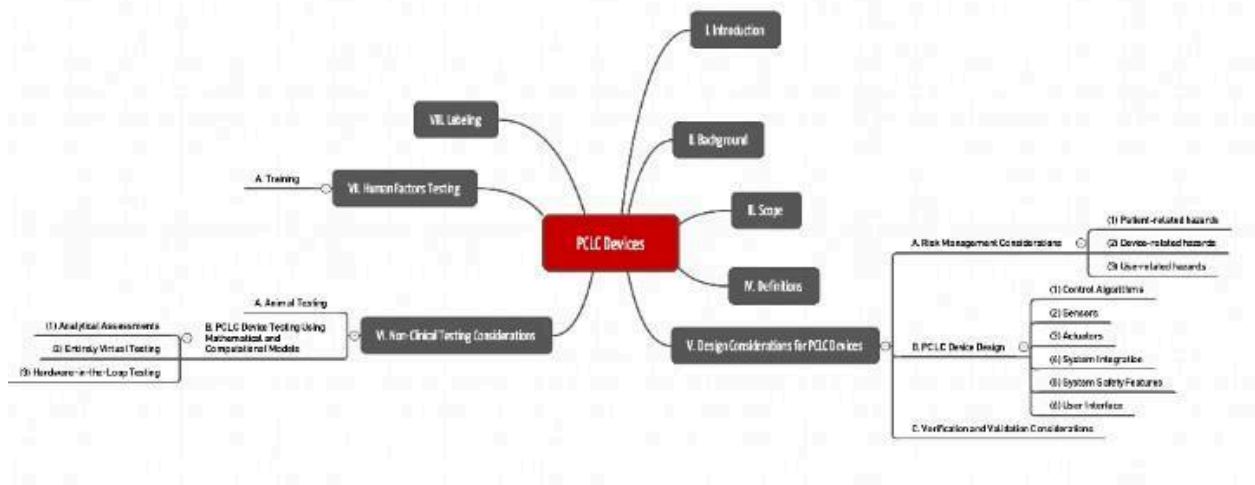 PCLC Devices
I. Introduction
II. Background
III. Scope
IV. Definitions
V. Design Considerations for PCLC Devices
A. Risk Management Considerations
(1) Patient-related hazards
(2) Device-related hazards
(3) Use-related hazards
B. PCLC Device Design
(1) Control Algorithms
(2) Sensors
(3) Actuators
(4) System Integration
(5) System Safety Features
(6) User Interface
C. Verification and Validation Considerations
VI. Non-Clinical Testing Considerations
A. Animal Testing
B. PCLC Device Testing Using
Mathematical and
Computational Models
(1) Analytical Assessments
(2) Entirely Virtual Testing
(3) Hardware-in-the-Loop Testing
VII. Human Factors Testing
A. Training
VIII. Labeling